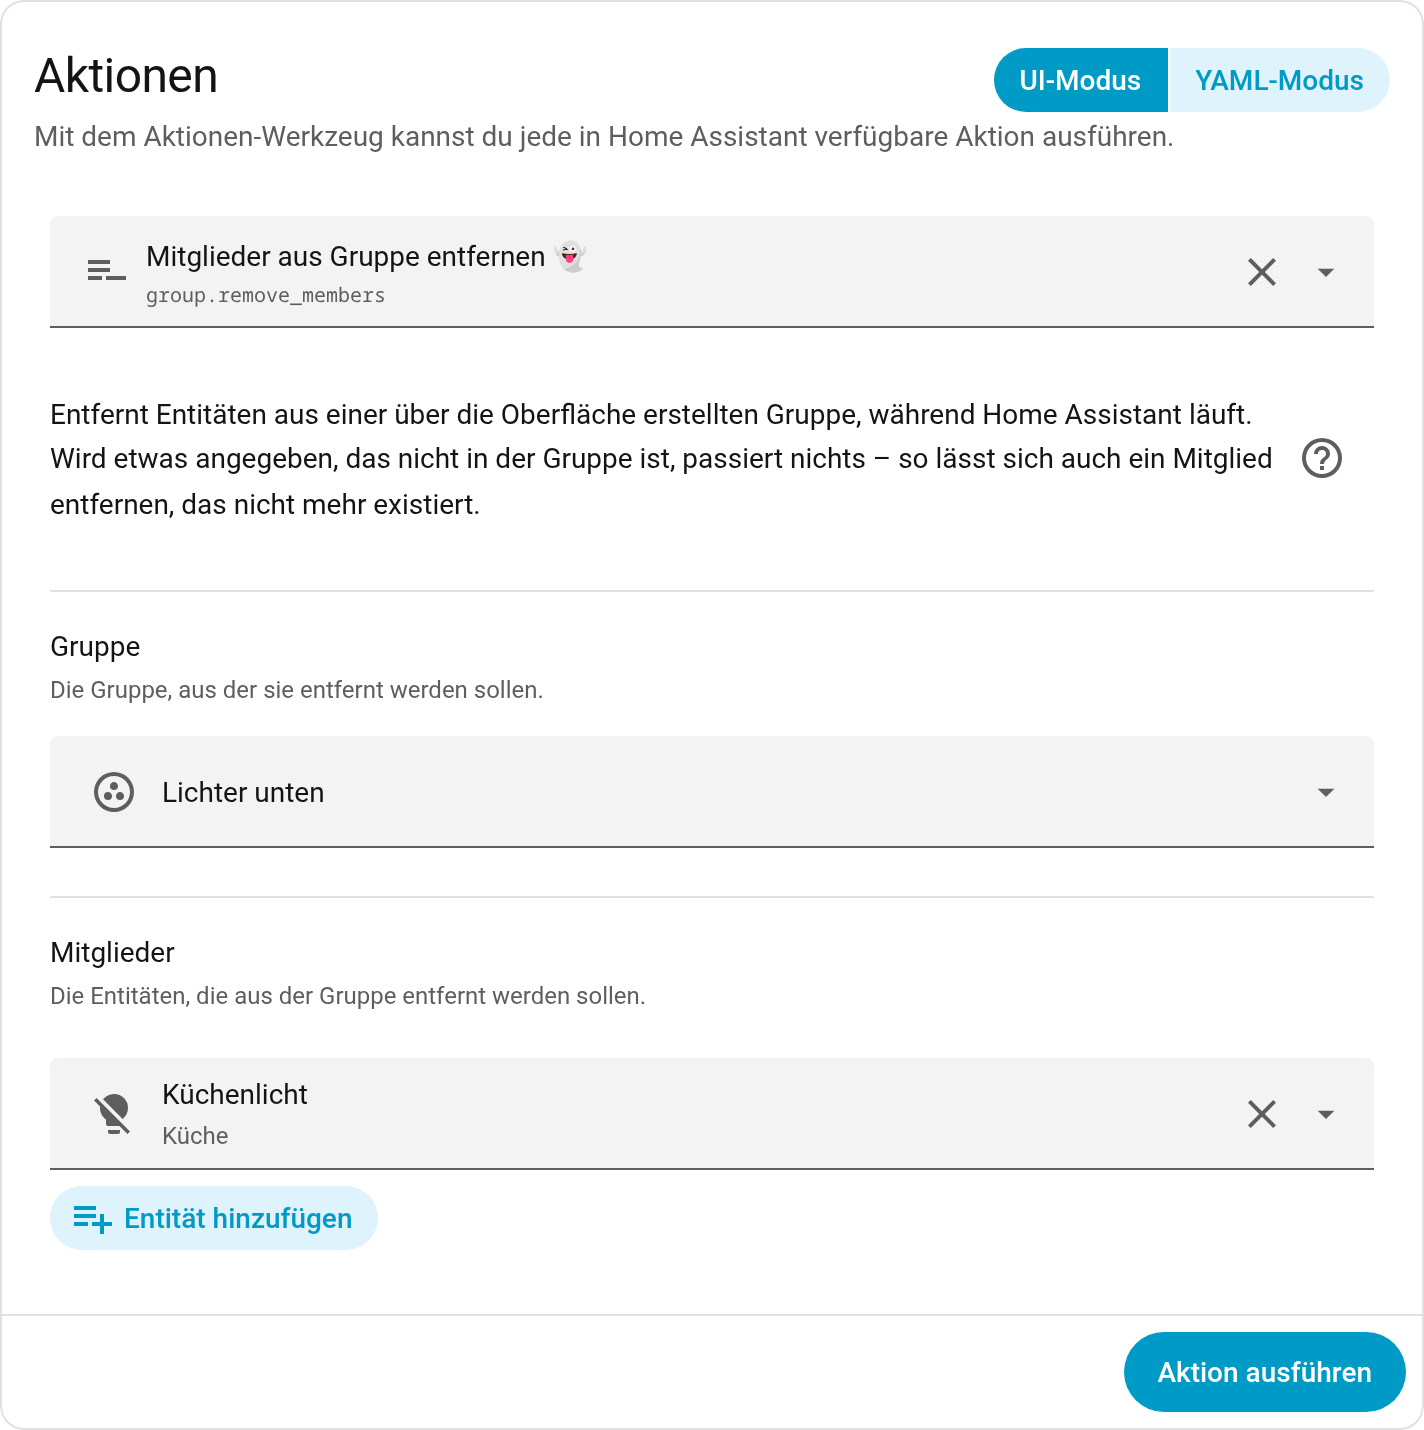 Aktionen
UI-Modus
YAML-Modus
Mit dem Aktionen-Werkzeug kannst du jede in Home Assistant verfügbare Aktion ausführen.
Mitglieder aus Gruppe entfernen 👻
group.remove_members
Entfernt Entitäten aus einer über die Oberfläche erstellten Gruppe, während Home Assistant läuft.
Wird etwas angegeben, das nicht in der Gruppe ist, passiert nichts – so lässt sich auch ein Mitglied
entfernen, das nicht mehr existiert.
Gruppe
Die Gruppe, aus der sie entfernt werden sollen.
Lichter unten
Mitglieder
Die Entitäten, die aus der Gruppe entfernt werden sollen.
Küchenlicht
Küche
Entität hinzufügen
Aktion ausführen